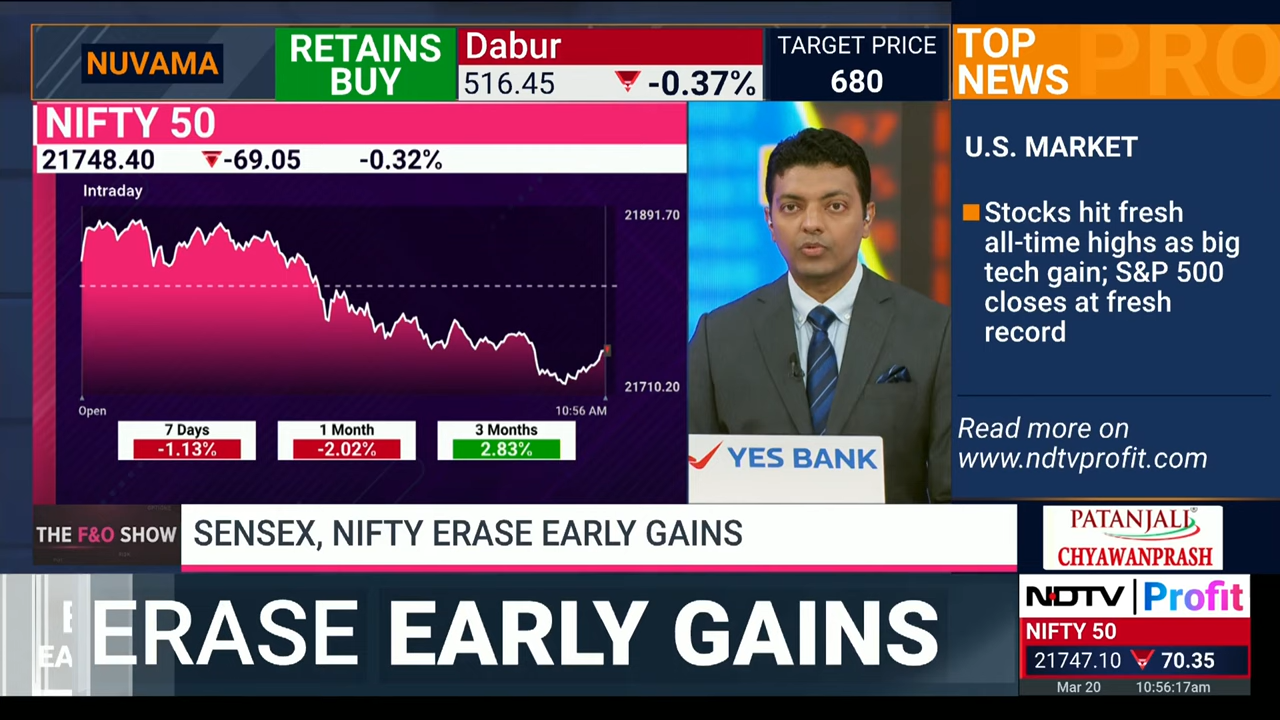 NUVAMA
RETAINS
BUY
Dabur
516.45 -0.37%
TARGET PRICE
680
TOP
NEWS
PRO
NIFTY 50
21748.40 -69.05 -0.32%
Intraday
21891.70
21710.20
Open 10:56 AM
7 Days
-1.13%
1 Month
-2.02%
3 Months
2.83%
YES BANK
U.S. MARKET
Stocks hit fresh
all-time highs as big
tech gain; S&P 500
closes at fresh
record
Read more on
www.ndtvprofit.com
THE F&O SHOW
SENSEX, NIFTY ERASE EARLY GAINS
PATANJALI
CHYAWANPRASH
EA
ERASE EARLY GAINS
NDTV Profit
NIFTY 50
21747.10 70.35
Mar 20 10:56:17am